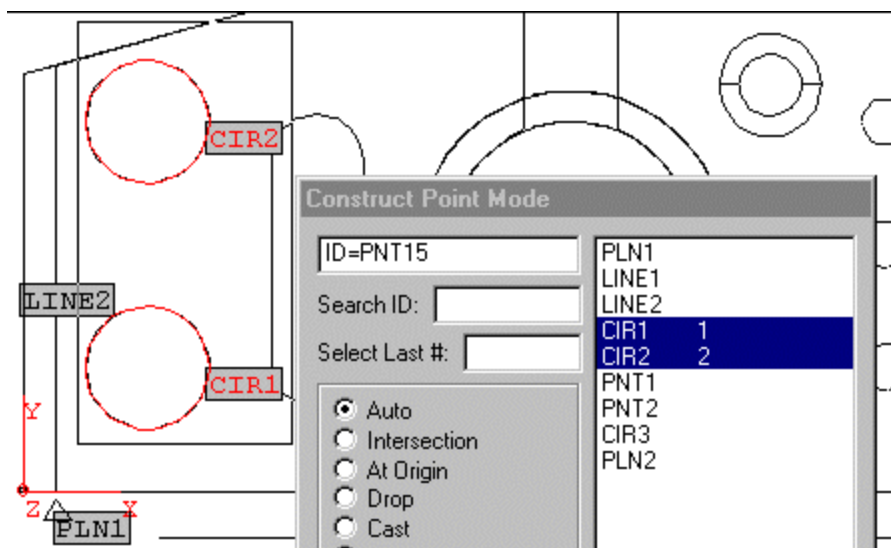 CIR2
LINE2
CIR1
Y
Z
X
PLN1
Construct Point Mode
ID=PNT15
Search ID:
Select Last #:
Auto
Intersection
At Origin
Drop
Cast
PLN1
LINE1
LINE2
CIR1 1
CIR2 2
PNT1
PNT2
CIR3
PLN2